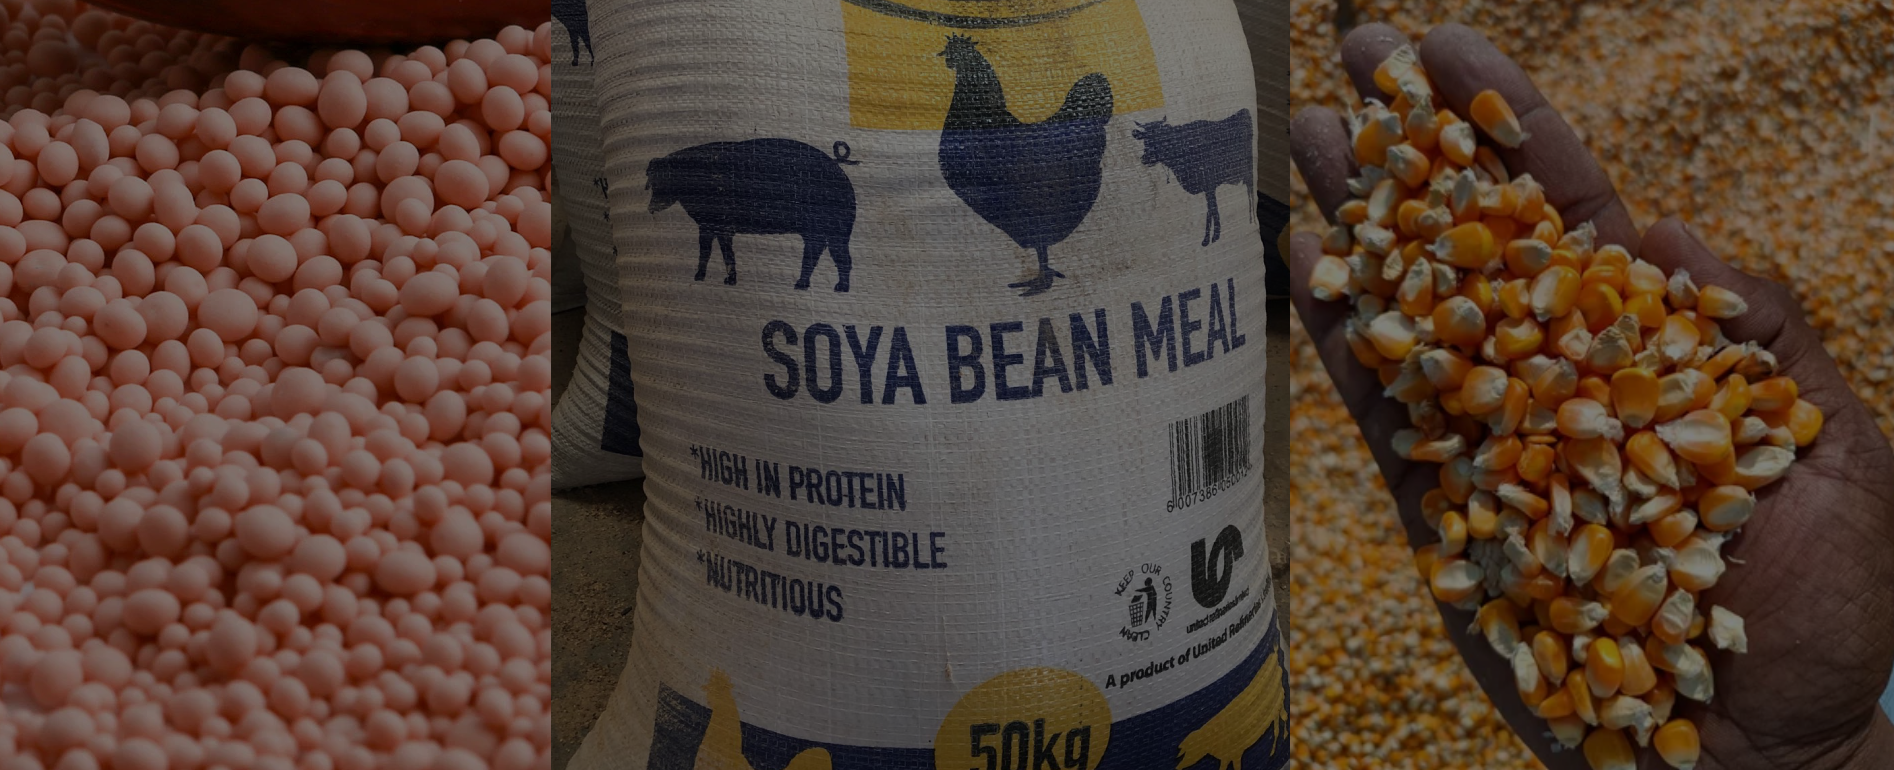 SOYA BEAN MEAL
*HIGH IN PROTEIN
*HIGHLY DIGESTIBLE
*NUTRITIOUS
KEEP OUR COUNTRY CLEAN
A product of United Refineries
50kg